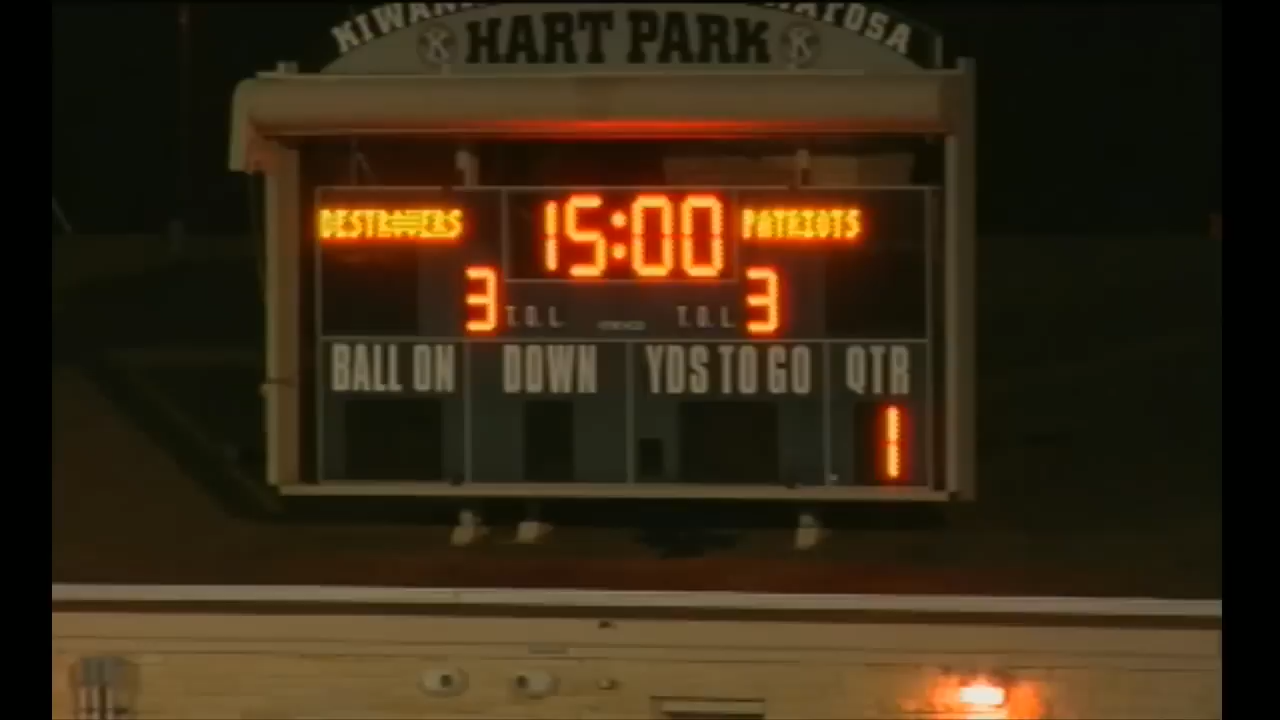 HART PARK
K K
DESTROYERS 15:00 PATRIOTS
3 T.O.L. T.O.L. 3
BALL ON DOWN YDS TO GO QTR
1